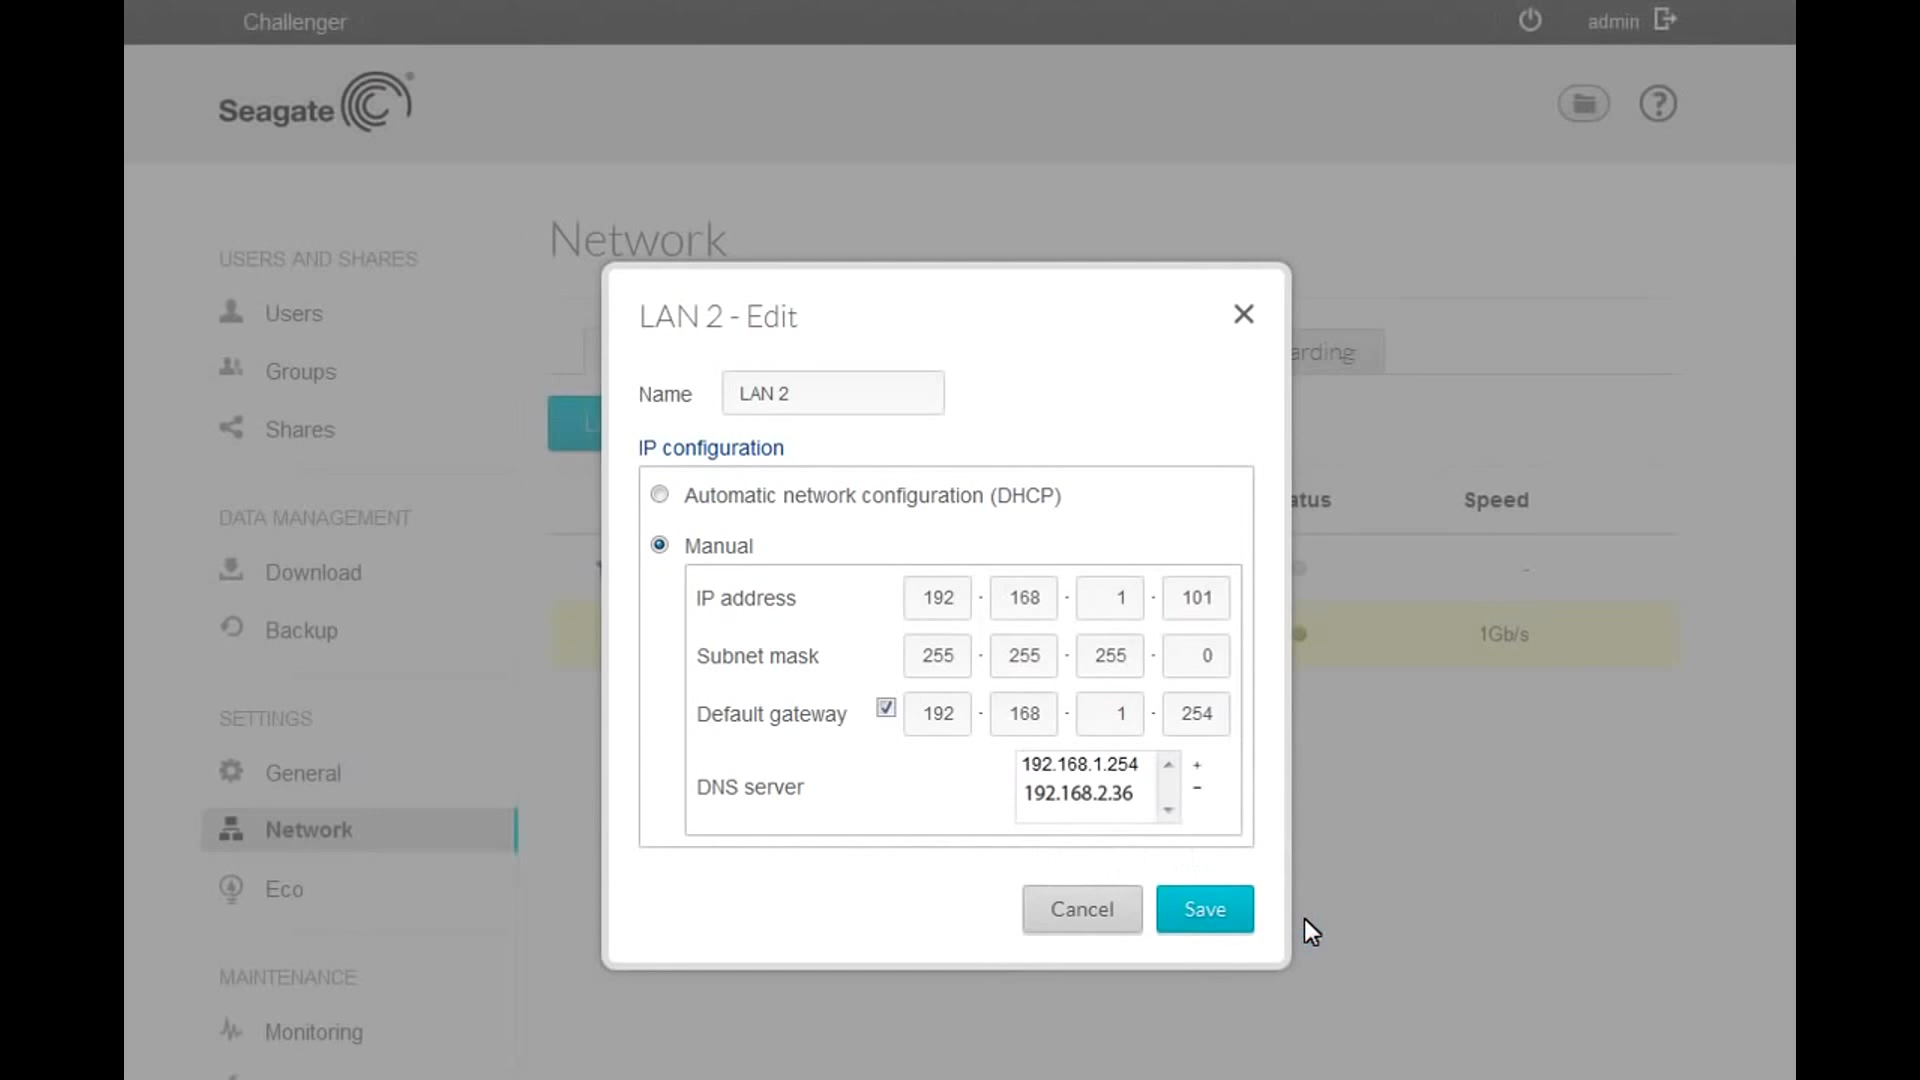 Challenger
admin
Seagate
Network
USERS AND SHARES
Users
Groups
Shares
DATA MANAGEMENT
Download
Backup
SETTINGS
General
Network
Eco
MAINTENANCE
Monitoring
LAN 2 - Edit
Name LAN 2
IP configuration
Automatic network configuration (DHCP)
Manual
IP address 192 . 168 . 1 . 101
Subnet mask 255 . 255 . 255 . 0
Default gateway 192 . 168 . 1 . 254
DNS server
192.168.1.254 +
192.168.2.36 -
Cancel Save
arding
atus Speed
-
1Gb/s